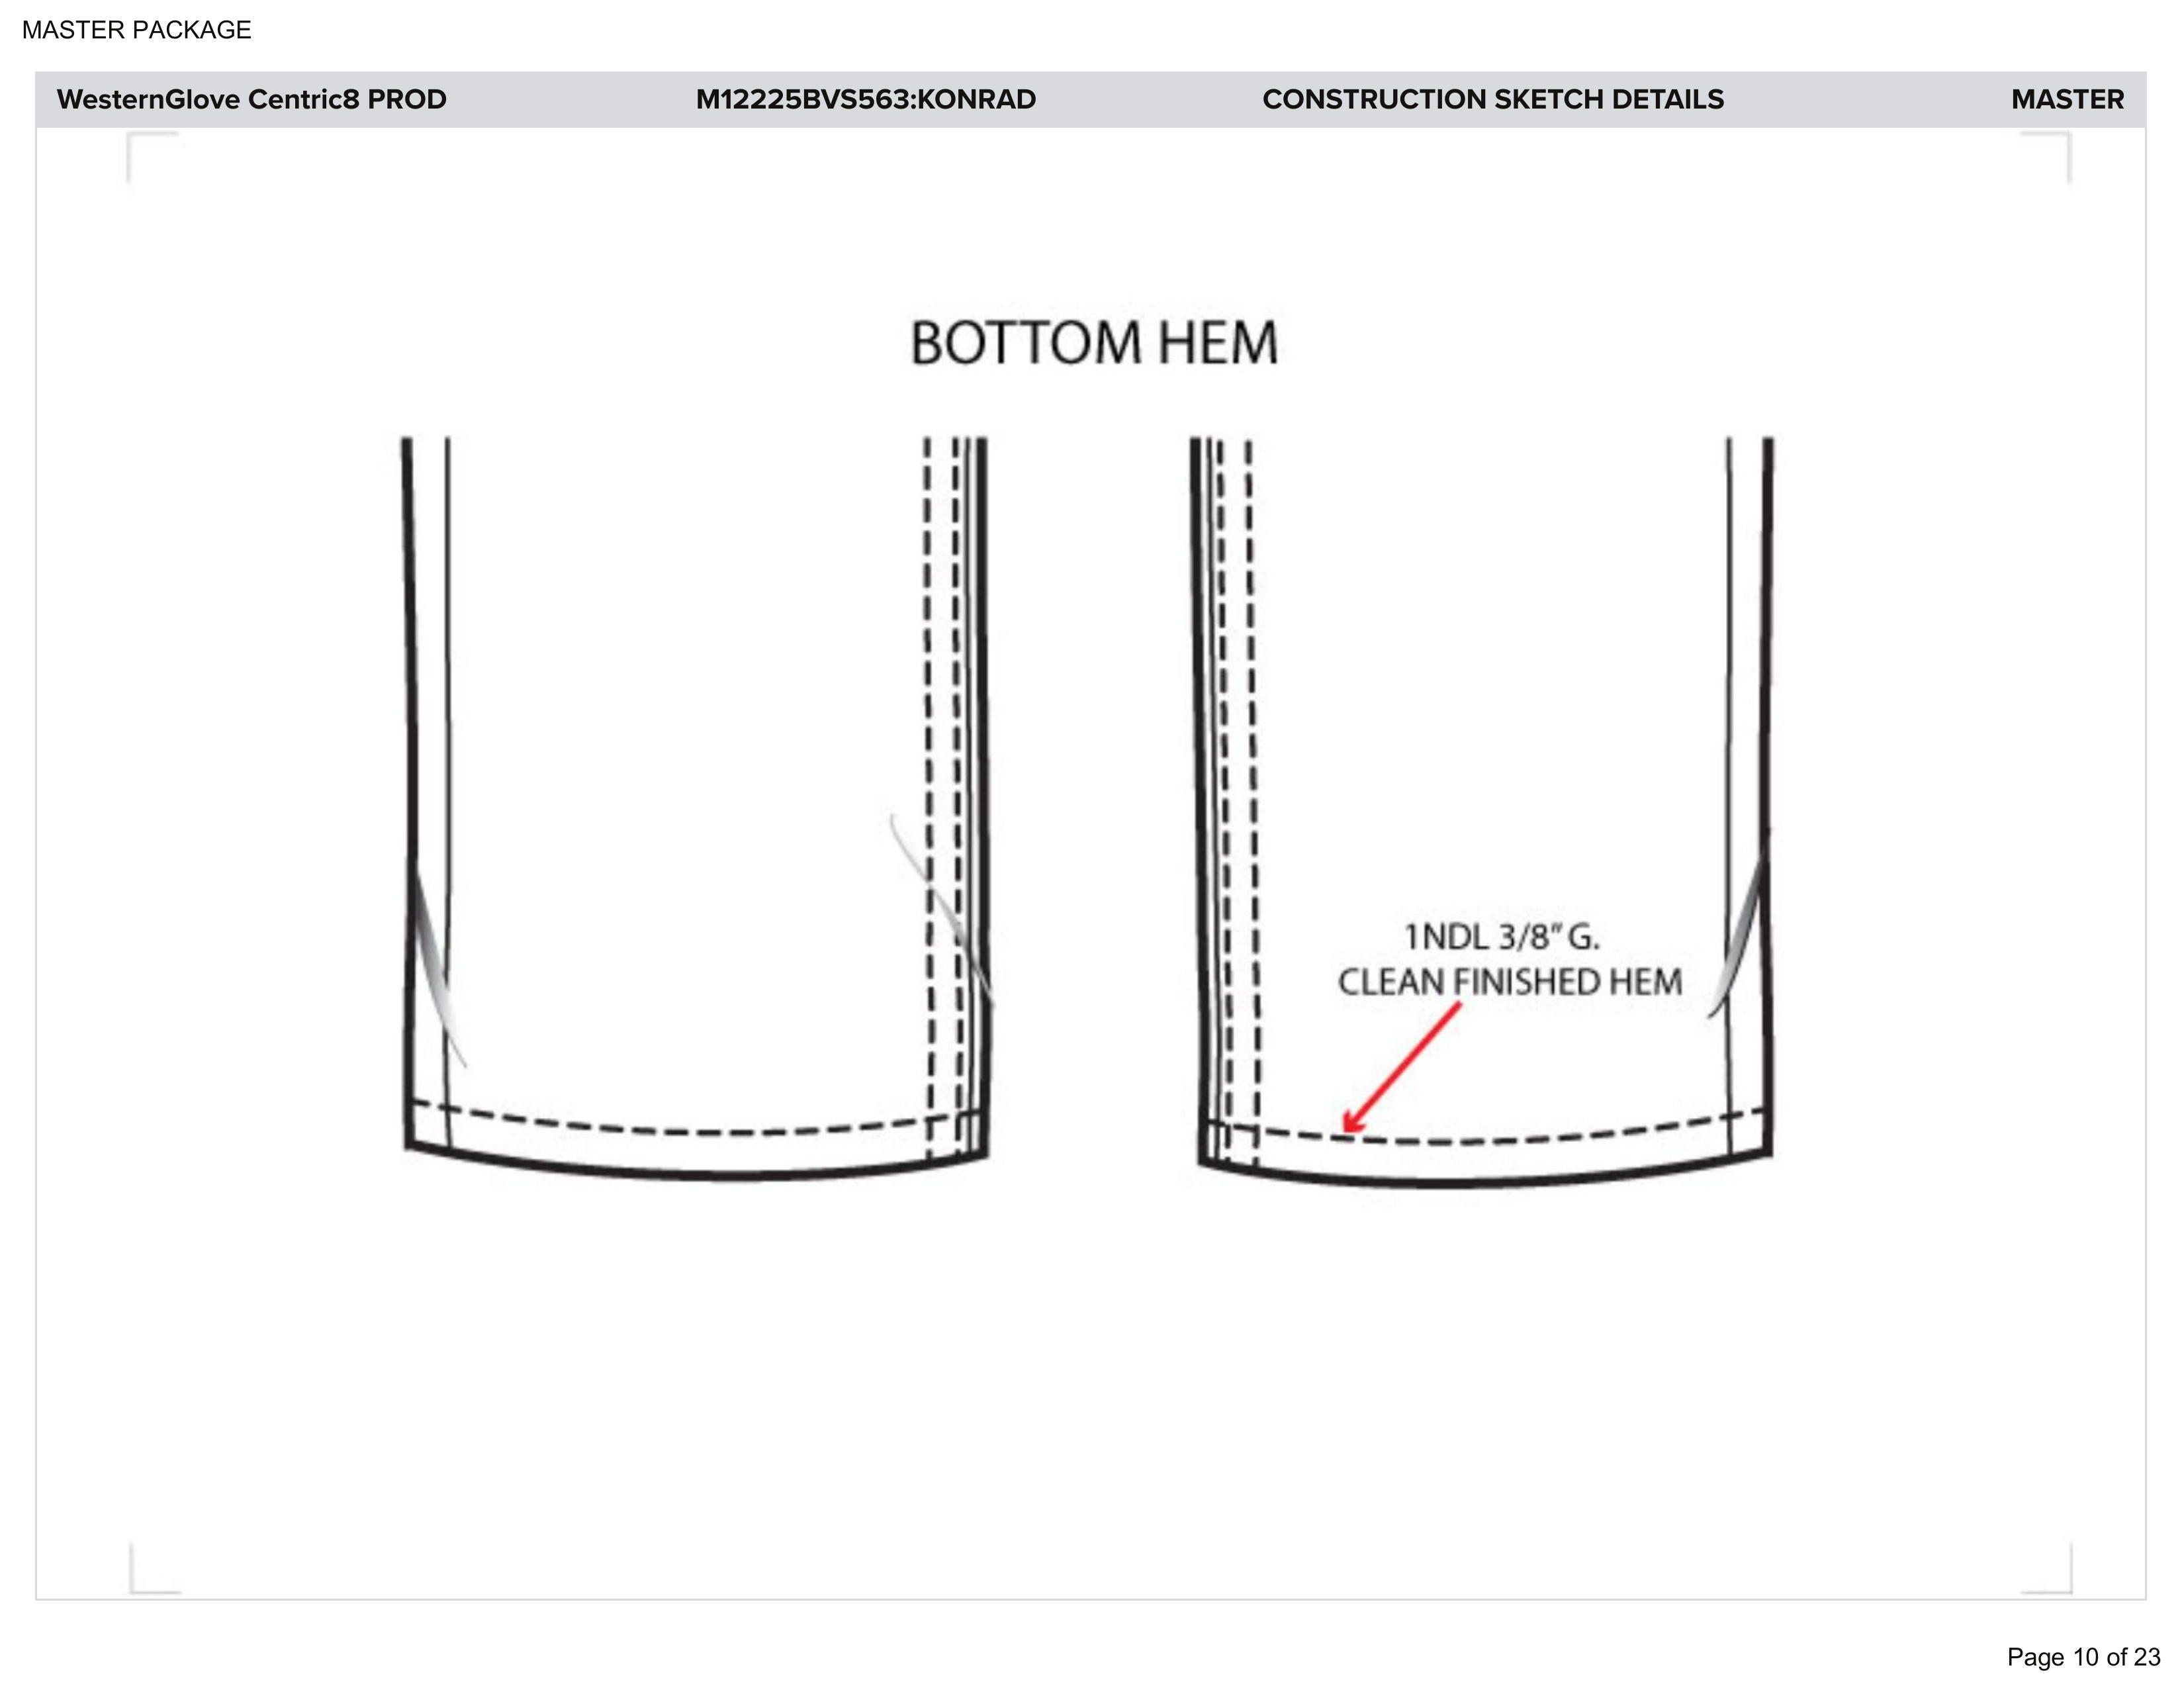 MASTER PACKAGE
WesternGlove Centric8 PROD M12225BVS563:KONRAD CONSTRUCTION SKETCH DETAILS MASTER
BOTTOM HEM
1NDL 3/8" G.
CLEAN FINISHED HEM
Page 10 of 23